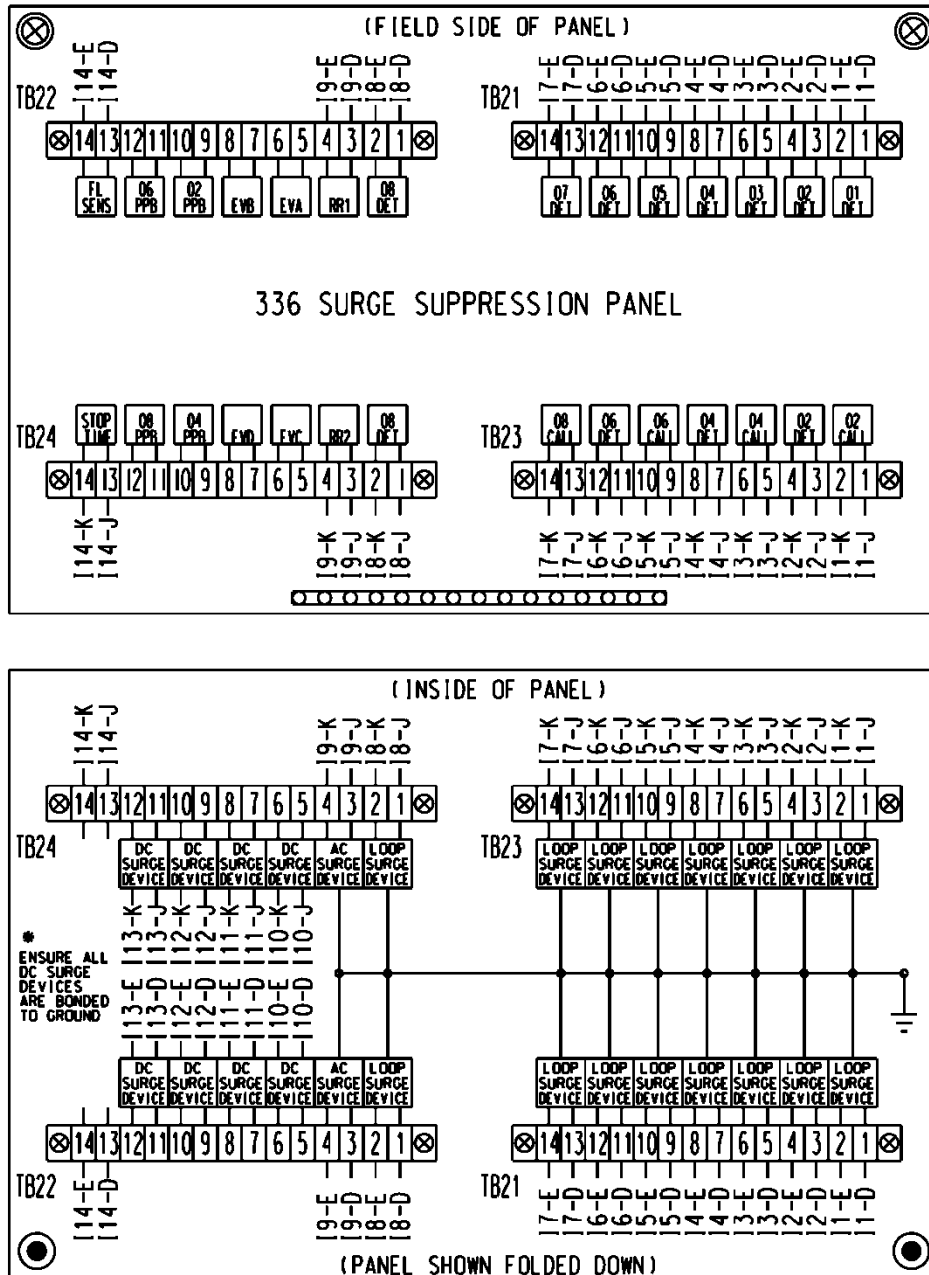 (FIELD SIDE OF PANEL)
I14-E I14-D I9-E I9-D I8-E I8-D I7-E I7-D I6-E I6-D I5-E I5-D I4-E I4-D I3-E I3-D I2-E I2-D I1-E I1-D
TB22 TB21
14 13 12 11 10 9 8 7 6 5 4 3 2 1 14 13 12 11 10 9 8 7 6 5 4 3 2 1
FL SENS 06 PPB 02 PPB EVB EVA RR1 08 DET 07 DET 06 DET 05 DET 04 DET 03 DET 02 DET 01 DET
336 SURGE SUPPRESSION PANEL
STOP TIME 08 PPB 04 PPB EVD EVC RR2 08 DET 08 CALL 06 DET 06 CALL 04 DET 04 CALL 02 DET 02 CALL
TB24 TB23
14 13 12 11 10 9 8 7 6 5 4 3 2 1 14 13 12 11 10 9 8 7 6 5 4 3 2 1
I14-K I14-J I9-K I9-J I8-K I8-J I7-K I7-J I6-K I6-J I5-K I5-J I4-K I4-J I3-K I3-J I2-K I2-J I1-K I1-J
(INSIDE OF PANEL)
I14-K I14-J I9-K I9-J I8-K I8-J I7-K I7-J I6-K I6-J I5-K I5-J I4-K I4-J I3-K I3-J I2-K I2-J I1-K I1-J
14 13 12 11 10 9 8 7 6 5 4 3 2 1 14 13 12 11 10 9 8 7 6 5 4 3 2 1
TB24 TB23
DC DC DC DC AC LOOP LOOP LOOP LOOP LOOP LOOP LOOP LOOP
SURGE SURGE SURGE SURGE SURGE SURGE SURGE SURGE SURGE SURGE SURGE SURGE SURGE
DEVICE DEVICE DEVICE DEVICE DEVICE DEVICE DEVICE DEVICE DEVICE DEVICE DEVICE DEVICE DEVICE
I13-K I13-J I12-K I12-J I11-K I11-J I10-K I10-J
*
ENSURE ALL
DC SURGE
DEVICES
ARE BONDED
TO GROUND
I13-E I13-D I12-E I12-D I11-E I11-D I10-E I10-D
DC DC DC DC AC LOOP LOOP LOOP LOOP LOOP LOOP LOOP LOOP
SURGE SURGE SURGE SURGE SURGE SURGE SURGE SURGE SURGE SURGE SURGE SURGE SURGE
DEVICE DEVICE DEVICE DEVICE DEVICE DEVICE DEVICE DEVICE DEVICE DEVICE DEVICE DEVICE DEVICE
14 13 12 11 10 9 8 7 6 5 4 3 2 1 14 13 12 11 10 9 8 7 6 5 4 3 2 1
TB22 TB21
I14-E I14-D I9-E I9-D I8-E I8-D I7-E I7-D I6-E I6-D I5-E I5-D I4-E I4-D I3-E I3-D I2-E I2-D I1-E I1-D
(PANEL SHOWN FOLDED DOWN)